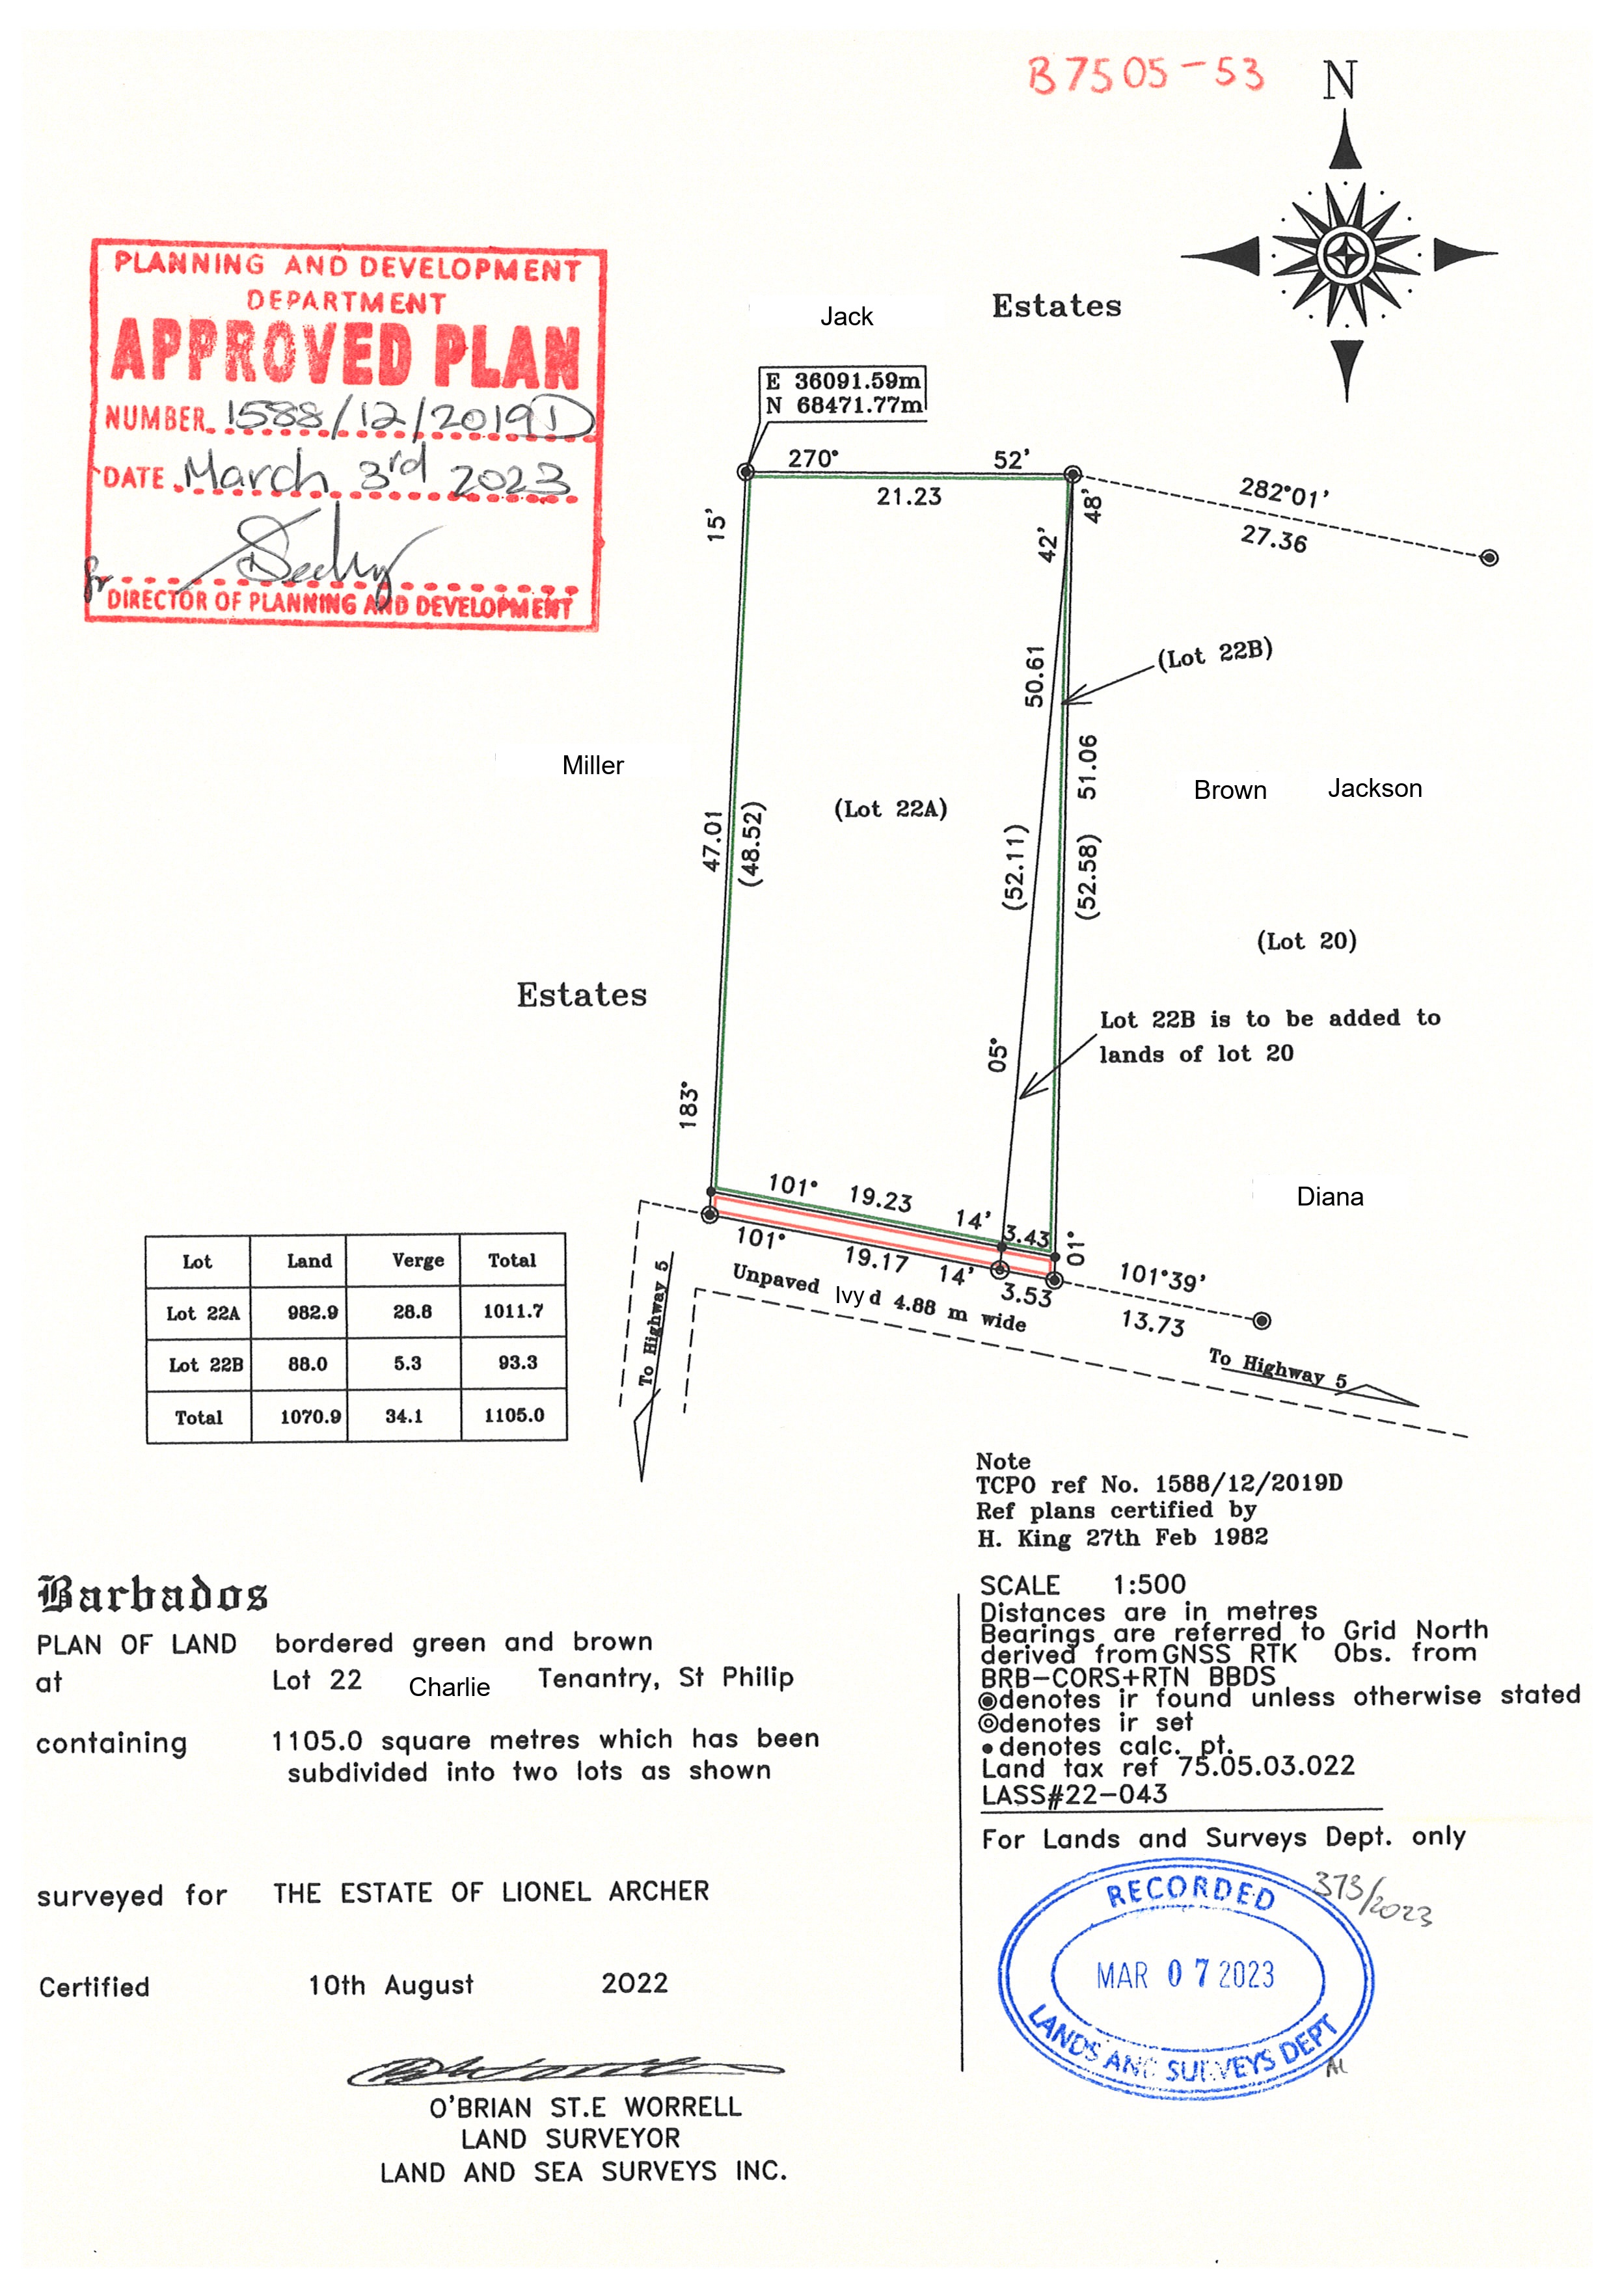 B7505-53
N
PLANNING AND DEVELOPMENT
DEPARTMENT
APPROVED PLAN
NUMBER 1588/12/2019D
DATE March 3rd 2023
for
DIRECTOR OF PLANNING AND DEVELOPMENT
Jack Estates
E 36091.59m
N 68471.77m
270° 52'
21.23
282°01'
27.36
15'
48'
42'
50.61
(Lot 22B)
Miller
47.01
(48.52)
(Lot 22A)
(52.11)
51.06
(52.58)
Brown Jackson
(Lot 20)
Estates
Lot 22B is to be added to
lands of lot 20
05°
183°
Diana
101° 19.23 14' 3.43
01°
101° 19.17 14' 3.53
101°39'
13.73
Unpaved Ivy d 4.88 m wide
To Highway 5
To Highway 5
Lot Land Verge Total
Lot 22A 982.9 28.8 1011.7
Lot 22B 88.0 5.3 93.3
Total 1070.9 34.1 1105.0
Note
TCPO ref No. 1588/12/2019D
Ref plans certified by
H. King 27th Feb 1982
Barbados
PLAN OF LAND bordered green and brown
at Lot 22 Charlie Tenantry, St Philip
containing 1105.0 square metres which has been
subdivided into two lots as shown
surveyed for THE ESTATE OF LIONEL ARCHER
Certified 10th August 2022
O'BRIAN ST.E WORRELL
LAND SURVEYOR
LAND AND SEA SURVEYS INC.
SCALE 1:500
Distances are in metres
Bearings are referred to Grid North
derived from GNSS RTK Obs. from
BRB-CORS+RTN BBDS
denotes ir found unless otherwise stated
denotes ir set
denotes calc. pt.
Land tax ref 75.05.03.022
LASS#22-043
For Lands and Surveys Dept. only
373/2023
RECORDED
MAR 07 2023
LANDS AND SURVEYS DEPT